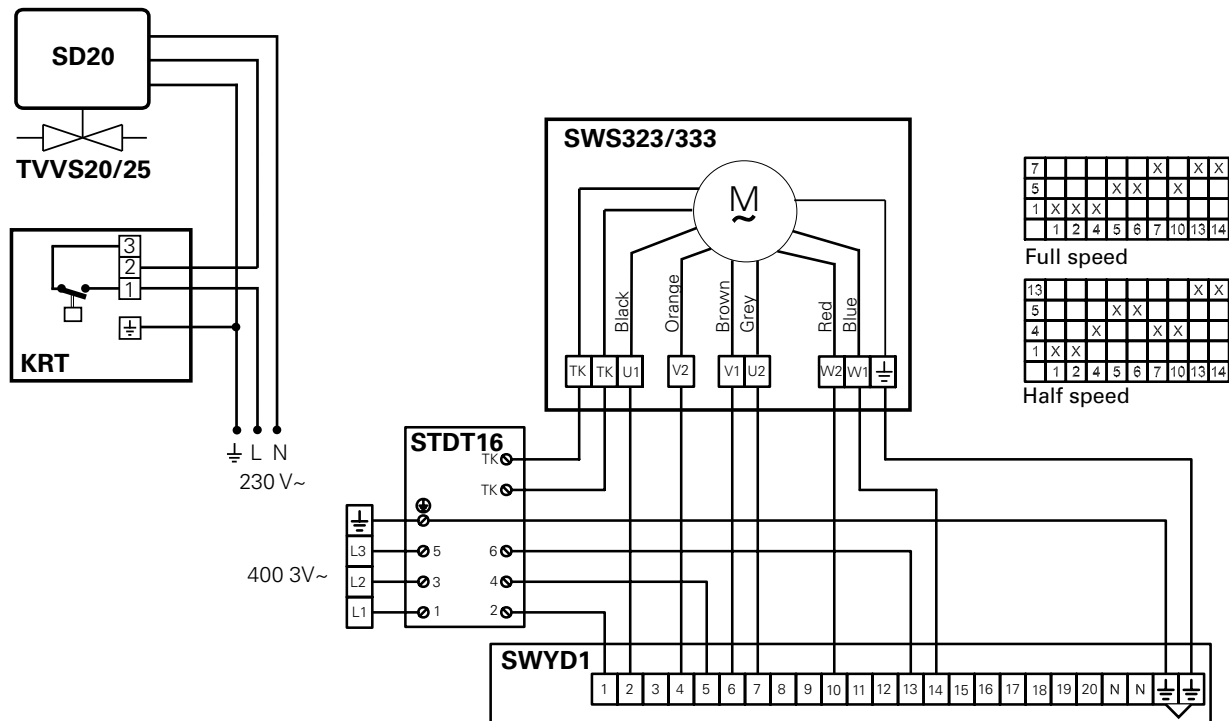 SD20
TVVS20/25
3
2
1
KRT
L N
230 V~
SWS323/333
M
~
Black
Orange
Brown
Grey
Red
Blue
TK TK U1 V2 V1 U2 W2 W1
7 X X X
5 X X X
1 X X X
1 2 4 5 6 7 10 13 14
Full speed
13 X X
5 X X
4 X X X
1 X X
1 2 4 5 6 7 10 13 14
Half speed
STDT16
TK
TK
400 3V~
L3 5 6
L2 3 4
L1 1 2
SWYD1
1 2 3 4 5 6 7 8 9 10 11 12 13 14 15 16 17 18 19 20 N N